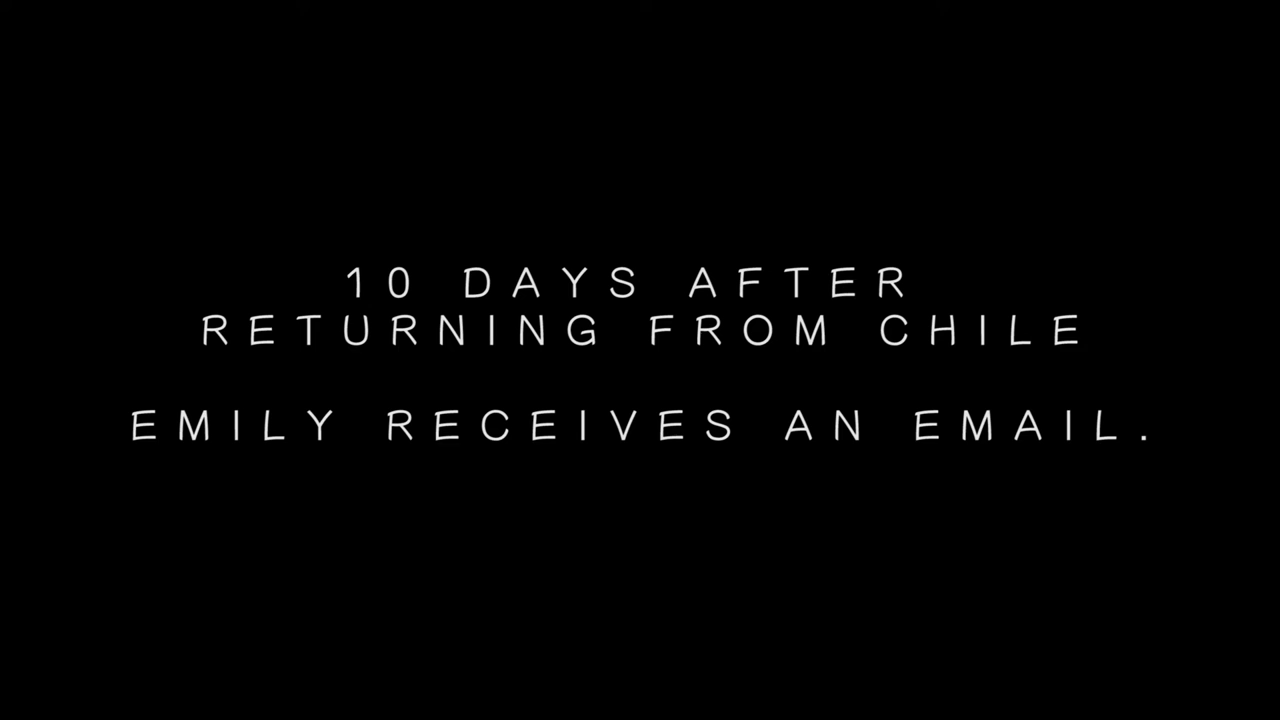 10 DAYS AFTER
RETURNING FROM CHILE
EMILY RECEIVES AN EMAIL.